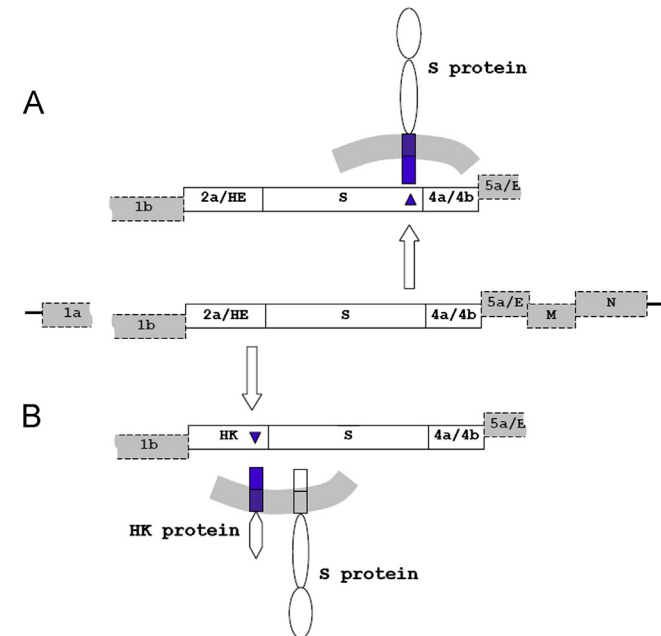 S protein
A
5a/E
2a/HE S 4a/4b
1b
1a 2a/HE S 4a/4b 5a/E M N
1b
B
HK S 4a/4b 5a/E
1b
HK protein
S protein